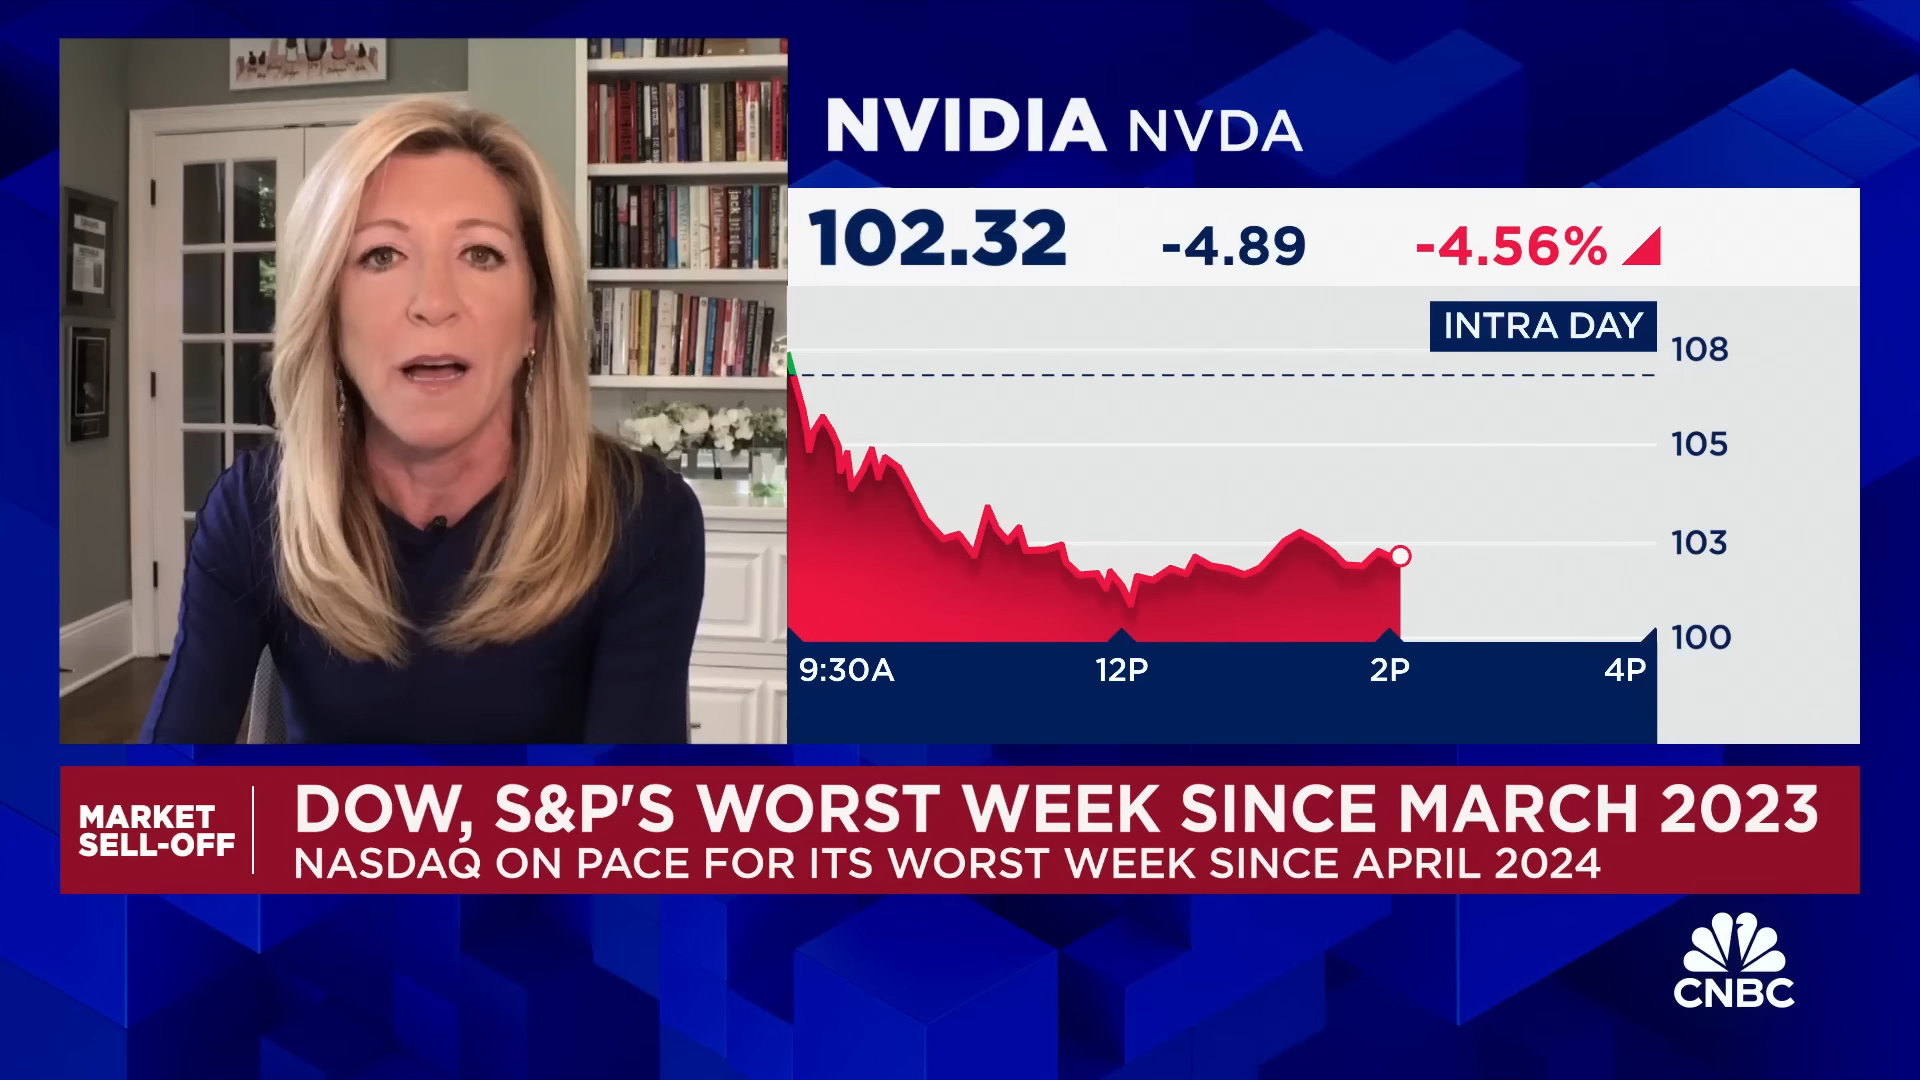 NVIDIA NVDA
102.32 -4.89 -4.56%
INTRA DAY
108
105
103
100
9:30A 12P 2P 4P
jack
MARKET
SELL-OFF
DOW, S&P'S WORST WEEK SINCE MARCH 2023
NASDAQ ON PACE FOR ITS WORST WEEK SINCE APRIL 2024
CNBC